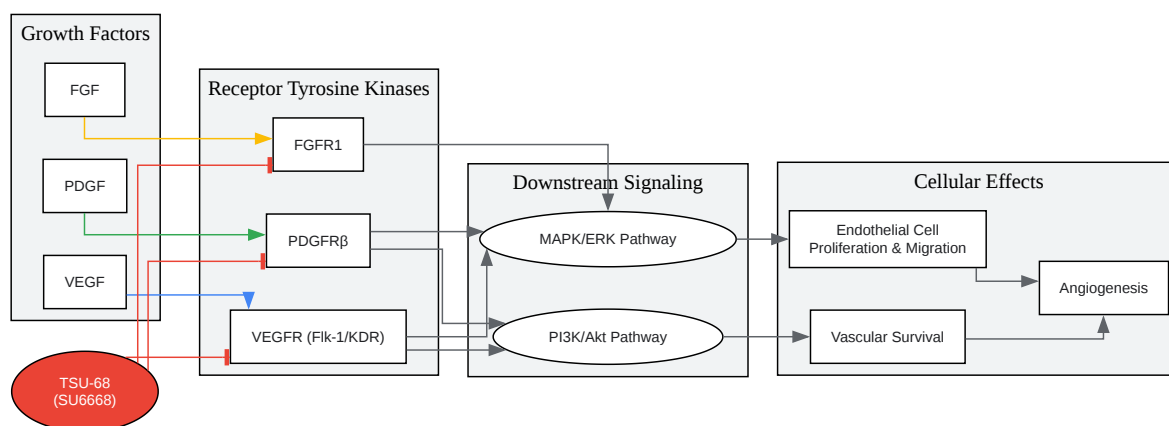 Growth Factors
FGF
PDGF
VEGF
TSU-68
(SU6668)
Receptor Tyrosine Kinases
FGFR1
PDGFRβ
VEGFR (Flk-1/KDR)
Downstream Signaling
MAPK/ERK Pathway
PI3K/Akt Pathway
Cellular Effects
Endothelial Cell
Proliferation & Migration
Vascular Survival
Angiogenesis